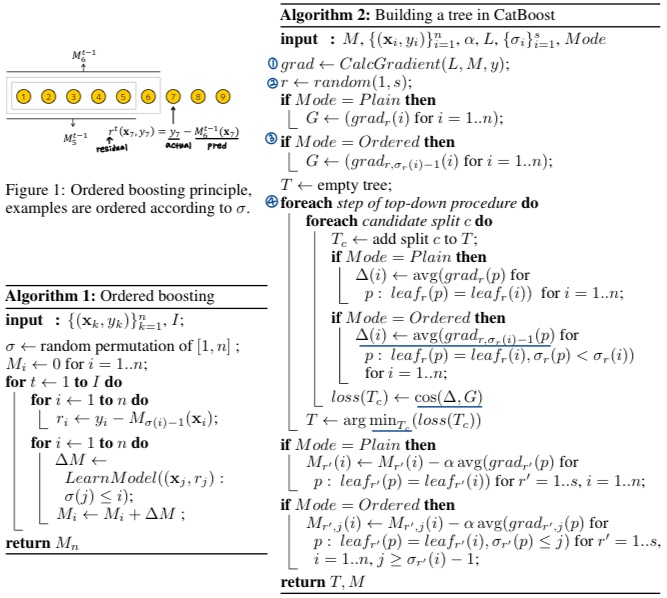 M_6^{t-1}
1 2 3 4 5 6 7 8 9
M_5^{t-1}
r^t(x_7, y_7) = y_7 − M_6^{t-1}(x_7)
residual actual pred
Figure 1: Ordered boosting principle,
examples are ordered according to σ.
Algorithm 1: Ordered boosting
input : {(x_k, y_k)}_{k=1}^n, I;
σ ← random permutation of [1, n] ;
M_i ← 0 for i = 1..n;
for t ← 1 to I do
for i ← 1 to n do
r_i ← y_i − M_{σ(i)−1}(x_i);
for i ← 1 to n do
ΔM ←
LearnModel((x_j, r_j) :
σ(j) ≤ i);
M_i ← M_i + ΔM ;
return M_n
Algorithm 2: Building a tree in CatBoost
input : M, {(x_i, y_i)}_{i=1}^n, α, L, {σ_i}_{i=1}^s, Mode
① grad ← CalcGradient(L, M, y);
② r ← random(1, s);
if Mode = Plain then
G ← (grad_r(i) for i = 1..n);
③ if Mode = Ordered then
G ← (grad_{r,σ_r(i)−1}(i) for i = 1..n);
T ← empty tree;
④ foreach step of top-down procedure do
foreach candidate split c do
T_c ← add split c to T;
if Mode = Plain then
Δ(i) ← avg(grad_r(p) for
p : leaf_r(p) = leaf_r(i)) for i = 1..n;
if Mode = Ordered then
Δ(i) ← avg(grad_{r,σ_r(i)−1}(p) for
p : leaf_r(p) = leaf_r(i), σ_r(p) < σ_r(i))
for i = 1..n;
loss(T_c) ← cos(Δ, G)
T ← arg min_{T_c}(loss(T_c))
if Mode = Plain then
M_{r'}(i) ← M_{r'}(i) − α avg(grad_{r'}(p) for
p : leaf_{r'}(p) = leaf_{r'}(i)) for r' = 1..s, i = 1..n;
if Mode = Ordered then
M_{r',j}(i) ← M_{r',j}(i) − α avg(grad_{r',j}(p) for
p : leaf_{r'}(p) = leaf_{r'}(i), σ_{r'}(p) ≤ j) for r' = 1..s,
i = 1..n, j ≥ σ_{r'}(i) − 1;
return T, M